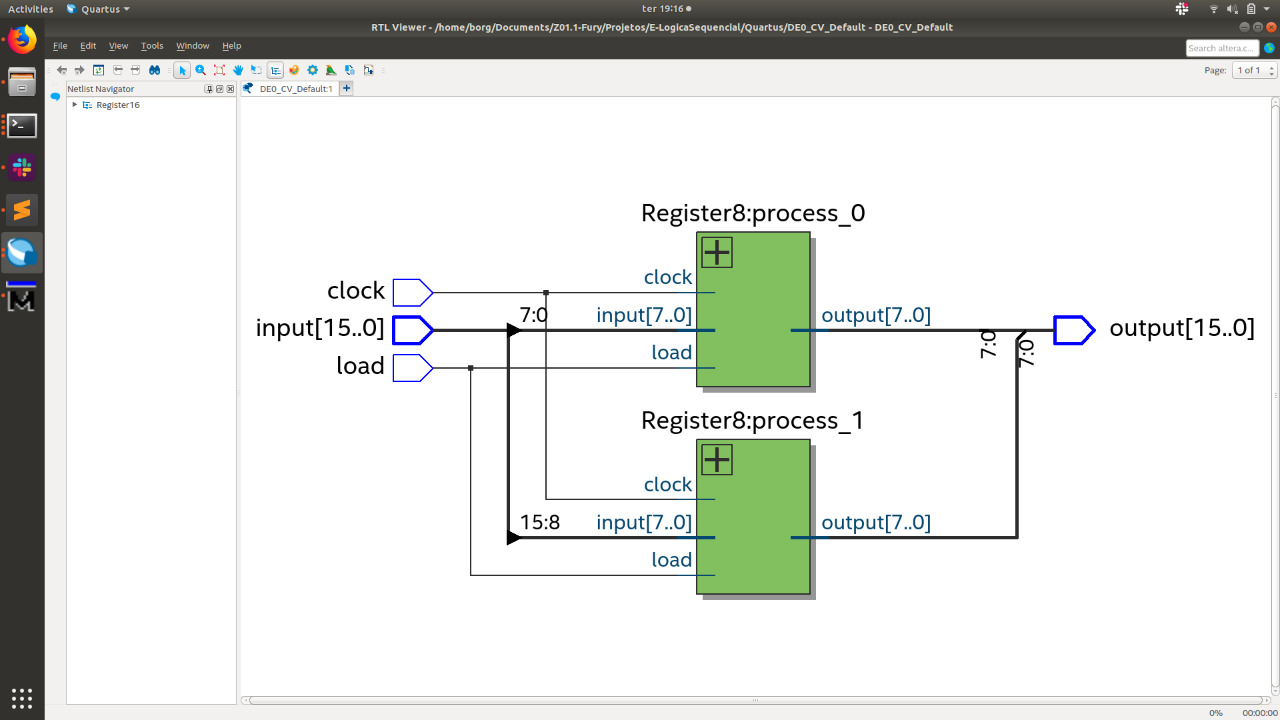 Activities Quartus ter 19:16
RTL Viewer - /home/borg/Documents/Z01.1-Fury/Projetos/E-LogicaSequencial/Quartus/DE0_CV_Default - DE0_CV_Default
File Edit View Tools Window Help
Search altera.c...
Page: 1 of 1
Netlist Navigator
DE0_CV_Default:1
Register16
Register8:process_0
clock
clock
input[15..0]
7:0
input[7..0]
output[7..0]
output[15..0]
load
load
7:0
7:0
Register8:process_1
clock
15:8
input[7..0]
output[7..0]
load
0% 00:00:00